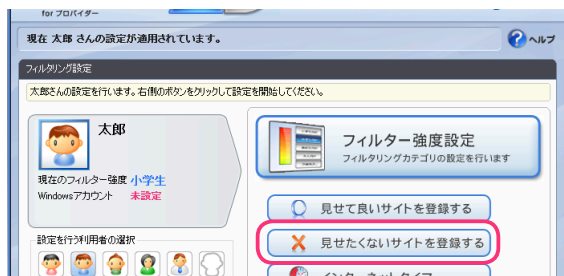 for プロバイダー
現在 太郎 さんの設定が適用されています。
ヘルプ
フィルタリング設定
太郎さんの設定を行います。右側のボタンをクリックして設定を開始してください。
太郎
現在のフィルター強度 小学生
Windowsアカウント 未設定
設定を行う利用者の選択
フィルター強度設定
フィルタリングカテゴリの設定を行います
見せて良いサイトを登録する
見せたくないサイトを登録する